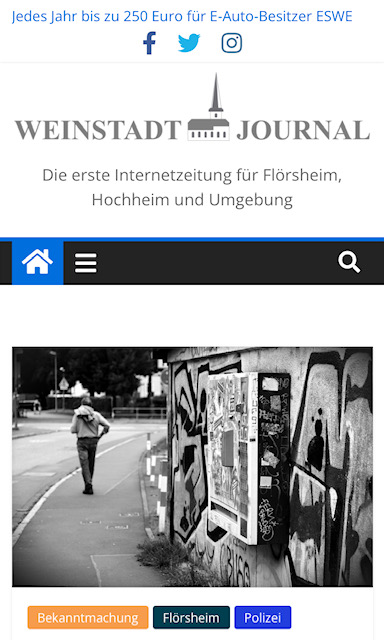 Jedes Jahr bis zu 250 Euro für E-Auto-Besitzer ESWE
WEINSTADT JOURNAL
Die erste Internetzeitung für Flörsheim,
Hochheim und Umgebung
Bekanntmachung Flörsheim Polizei